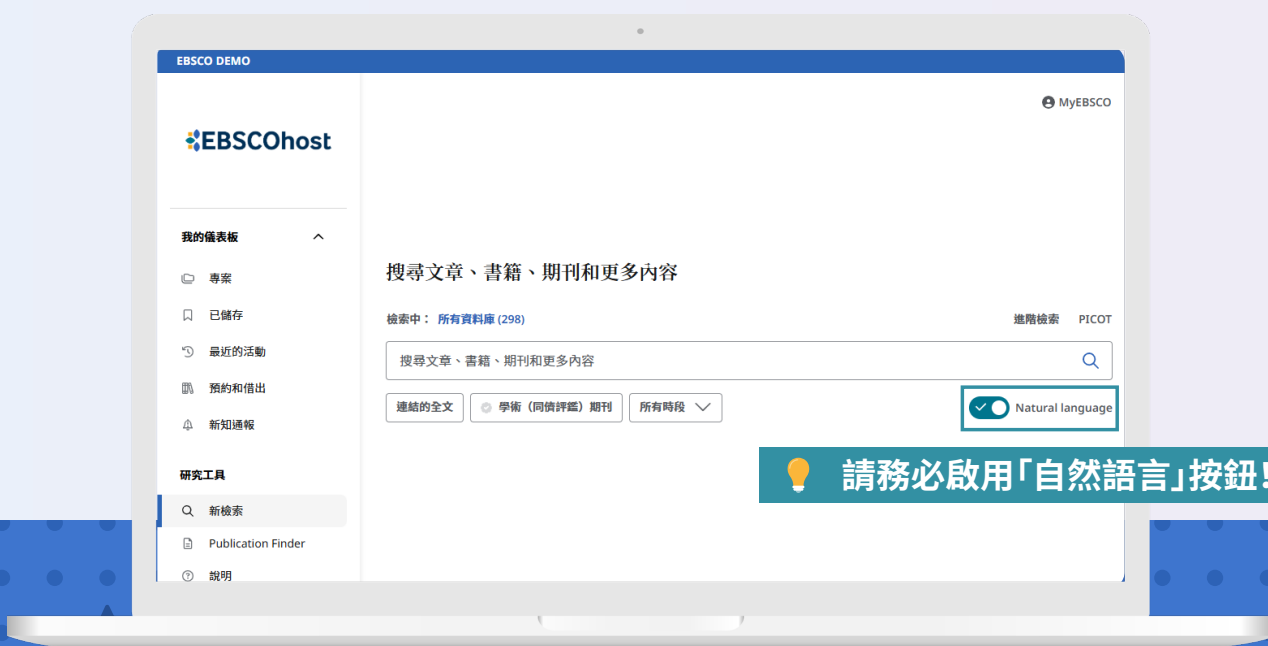 EBSCO DEMO
MyEBSCO
EBSCOhost
我的儀表板
專案
已儲存
最近的活動
預約和借出
新知通報
研究工具
新檢索
Publication Finder
說明
搜尋文章、書籍、期刊和更多內容
檢索中： 所有資料庫 (298)
進階檢索 PICOT
搜尋文章、書籍、期刊和更多內容
連結的全文 學術（同儕評鑑）期刊 所有時段
Natural language
請務必啟用「自然語言」按鈕！